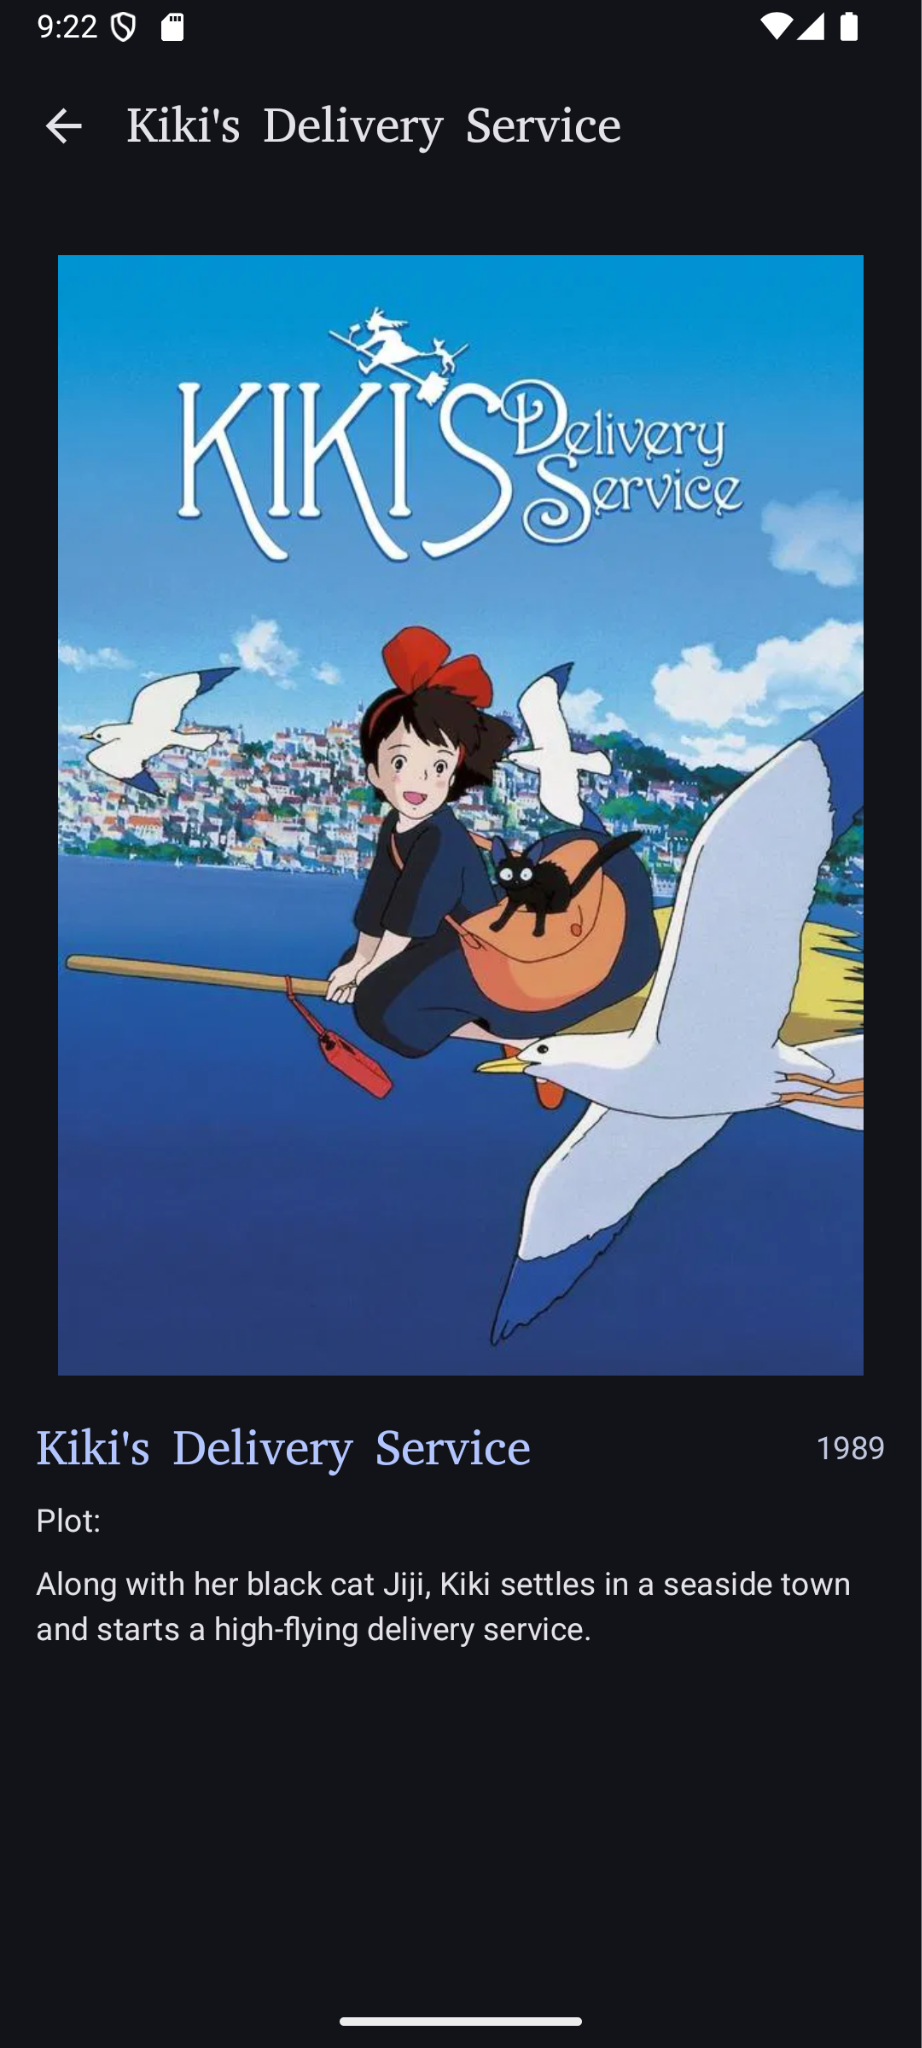 9:22
Kiki's Delivery Service
KIKI'S Delivery
Service
Kiki's Delivery Service
1989
Plot:
Along with her black cat Jiji, Kiki settles in a seaside town
and starts a high-flying delivery service.